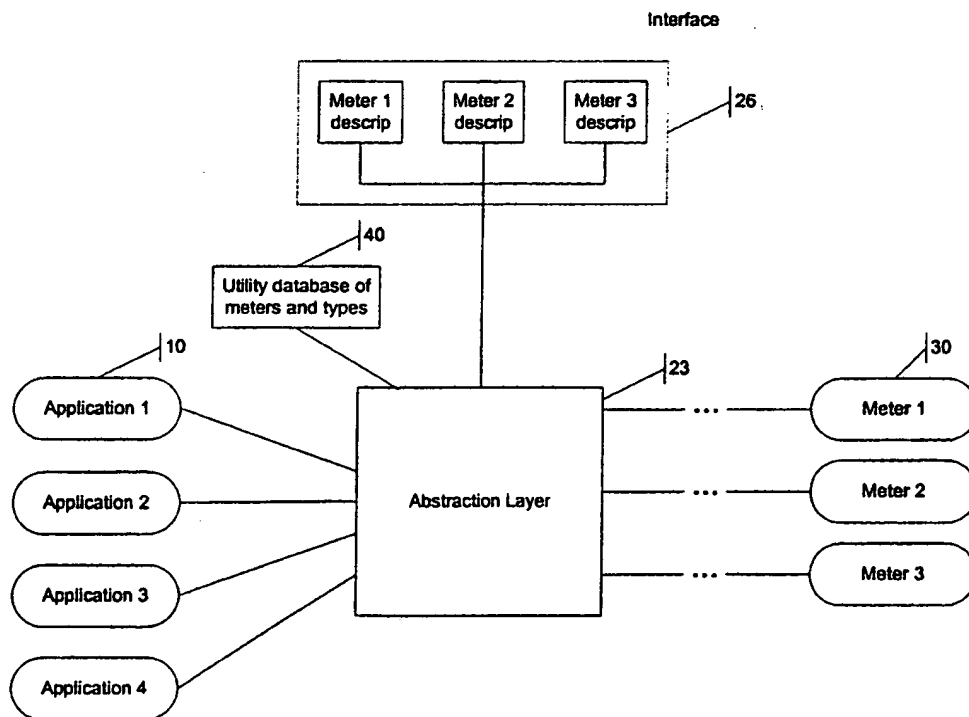 Interface
Meter 1
descrip
Meter 2
descrip
Meter 3
descrip
26
40
Utility database of
meters and types
10
23
30
Application 1
Application 2
Application 3
Application 4
Abstraction Layer
Meter 1
Meter 2
Meter 3